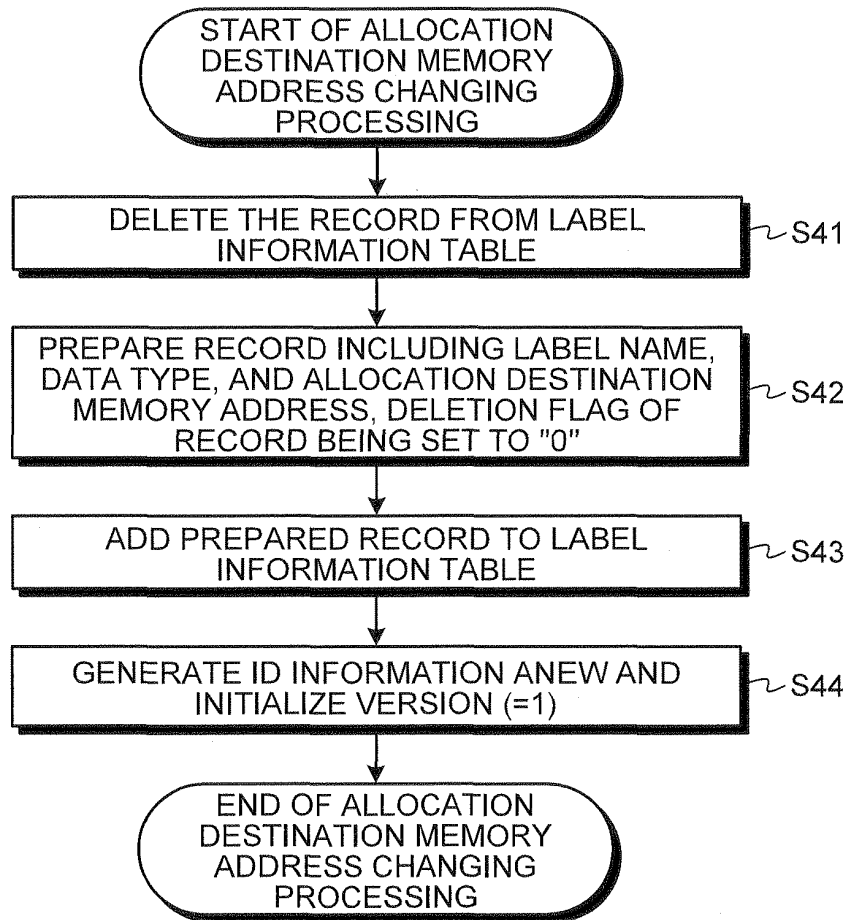 START OF ALLOCATION
DESTINATION MEMORY
ADDRESS CHANGING
PROCESSING
DELETE THE RECORD FROM LABEL
INFORMATION TABLE
S41
PREPARE RECORD INCLUDING LABEL NAME,
DATA TYPE, AND ALLOCATION DESTINATION
MEMORY ADDRESS, DELETION FLAG OF
RECORD BEING SET TO "0"
S42
ADD PREPARED RECORD TO LABEL
INFORMATION TABLE
S43
GENERATE ID INFORMATION ANEW AND
INITIALIZE VERSION (=1)
S44
END OF ALLOCATION
DESTINATION MEMORY
ADDRESS CHANGING
PROCESSING